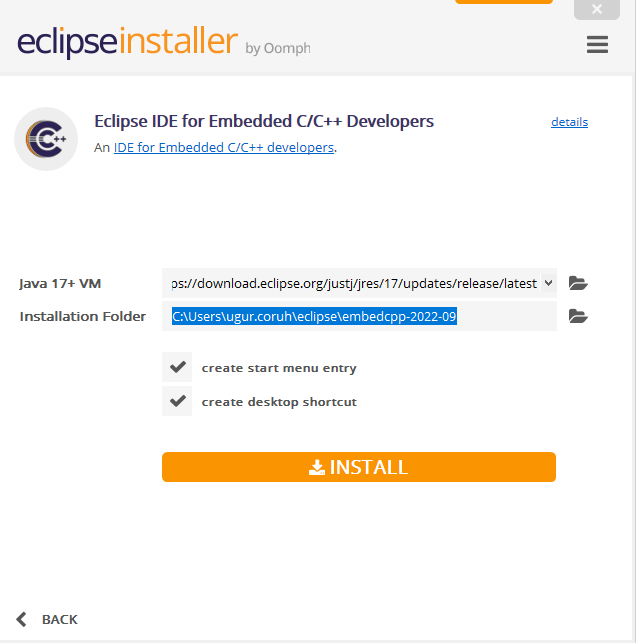 eclipseinstaller by Oomph
Eclipse IDE for Embedded C/C++ Developers
details
An IDE for Embedded C/C++ developers.
Java 17+ VM
ps://download.eclipse.org/justj/jres/17/updates/release/latest
Installation Folder
C:\Users\ugur.coruh\eclipse\embedcpp-2022-09
create start menu entry
create desktop shortcut
INSTALL
BACK